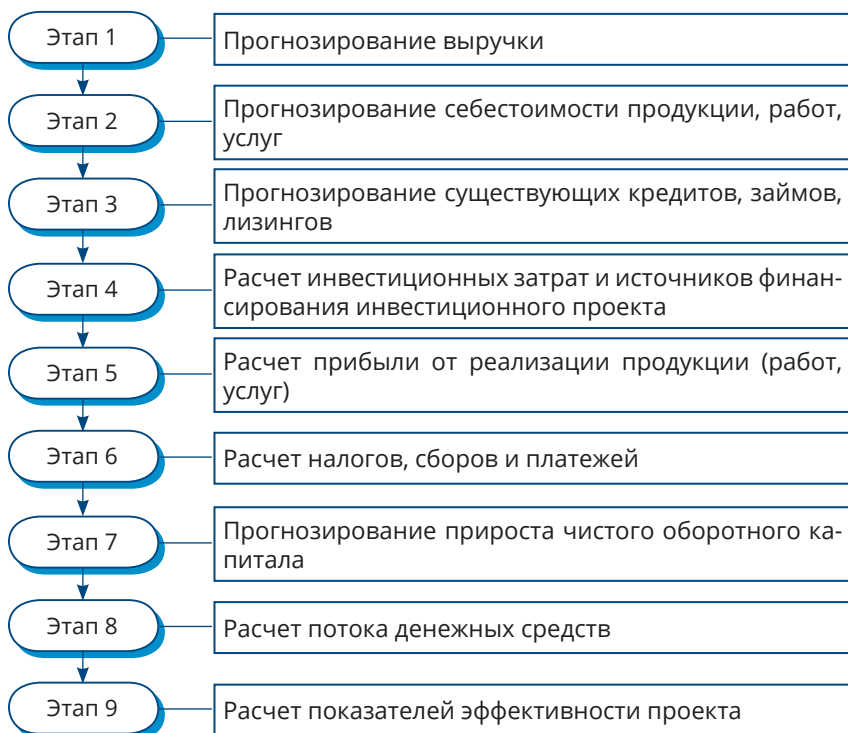 Этап 1
Прогнозирование выручки
Этап 2
Прогнозирование себестоимости продукции, работ,
услуг
Этап 3
Прогнозирование существующих кредитов, займов,
лизингов
Этап 4
Расчет инвестиционных затрат и источников финан-
сирования инвестиционного проекта
Этап 5
Расчет прибыли от реализации продукции (работ,
услуг)
Этап 6
Расчет налогов, сборов и платежей
Этап 7
Прогнозирование прироста чистого оборотного ка-
питала
Этап 8
Расчет потока денежных средств
Этап 9
Расчет показателей эффективности проекта